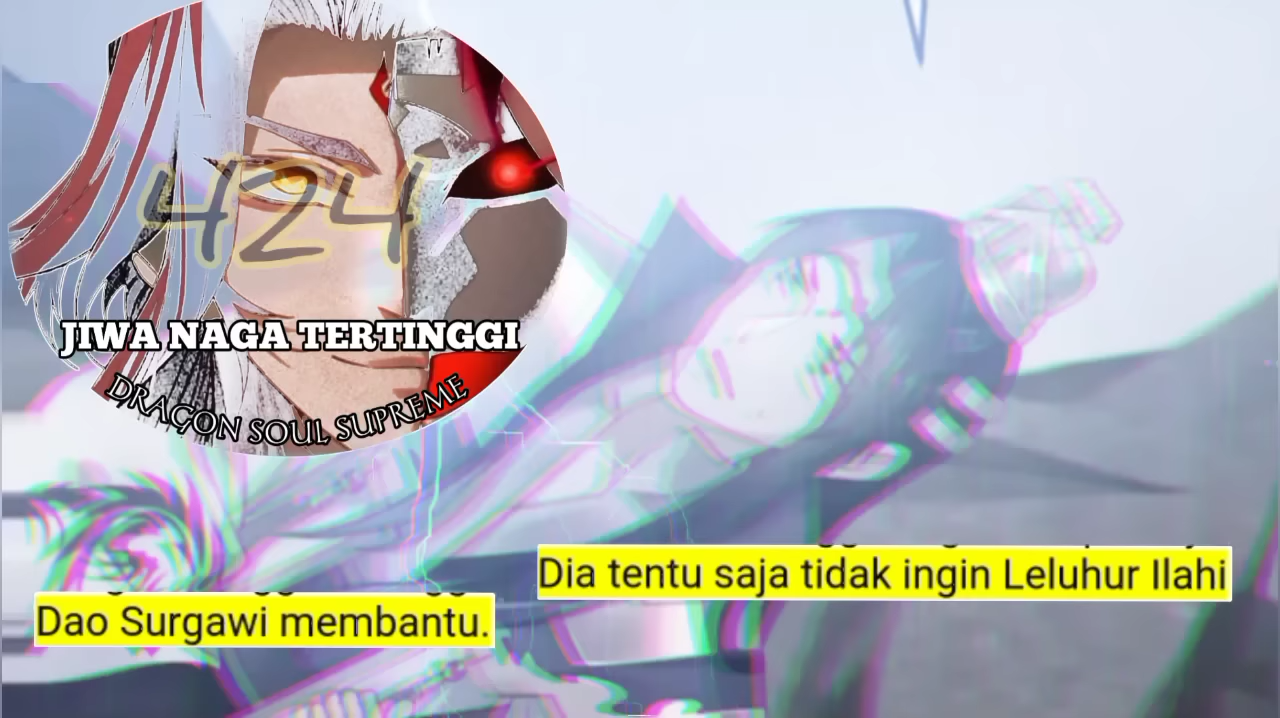 424
JIWA NAGA TERTINGGI
DRAGON SOUL SUPREME
Dia tentu saja tidak ingin Leluhur Ilahi
Dao Surgawi membantu.